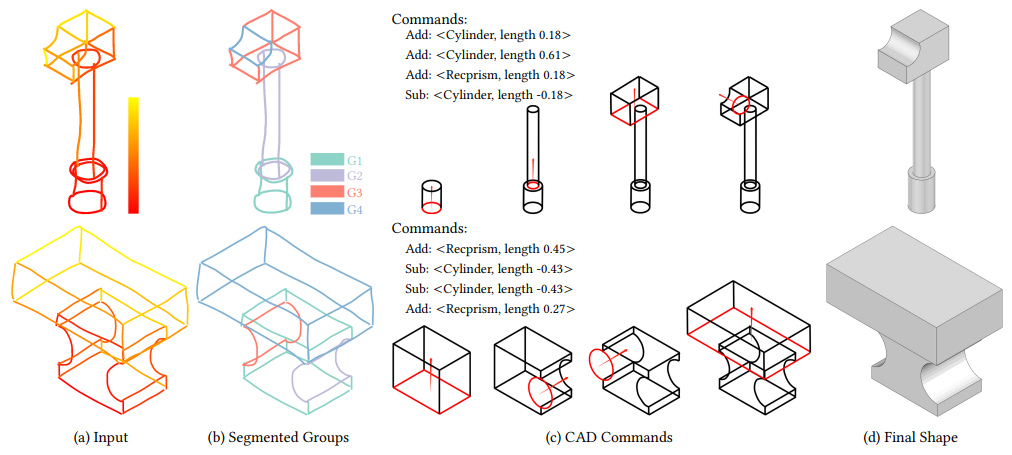 Commands:
Add: <Cylinder, length 0.18>
Add: <Cylinder, length 0.61>
Add: <Recprism, length 0.18>
Sub: <Cylinder, length -0.18>
G1
G2
G3
G4
Commands:
Add: <Recprism, length 0.45>
Sub: <Cylinder, length -0.43>
Sub: <Cylinder, length -0.43>
Add: <Recprism, length 0.27>
(a) Input
(b) Segmented Groups
(c) CAD Commands
(d) Final Shape